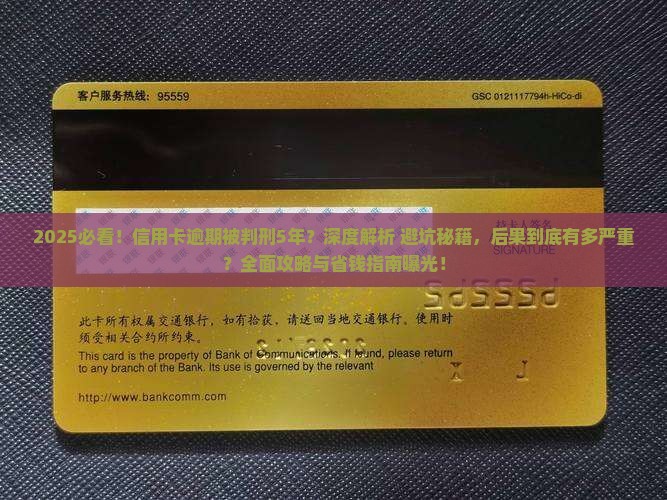 客户服务热线：95559
GSC 0121117794h-HiCo-di
2025必看！信用卡逾期被判刑5年？深度解析 避坑秘籍，后果到底有多严重
SIGNATURE
？全面攻略与省钱指南曝光！
此卡所有权属交通银行，如有拾获，请送回当地交通银行。使用时
须受相关合约所约束。
This card is the property of Bank of Communications. If found, please return
to any branch of the Bank. Its use is governed by the relevant
http://www.bankcomm.com